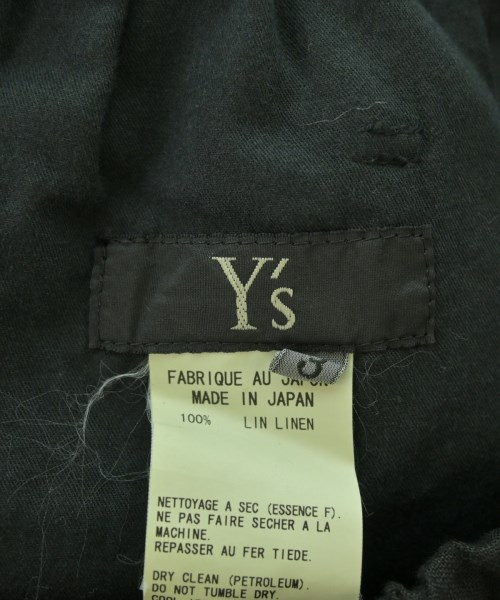 Y's
3
FABRIQUE AU JAPON
MADE IN JAPAN
100% LIN LINEN
NETTOYAGE A SEC (ESSENCE F).
NE PAS FAIRE SECHER A LA
MACHINE.
REPASSER AU FER TIEDE.
DRY CLEAN (PETROLEUM).
DO NOT TUMBLE DRY.